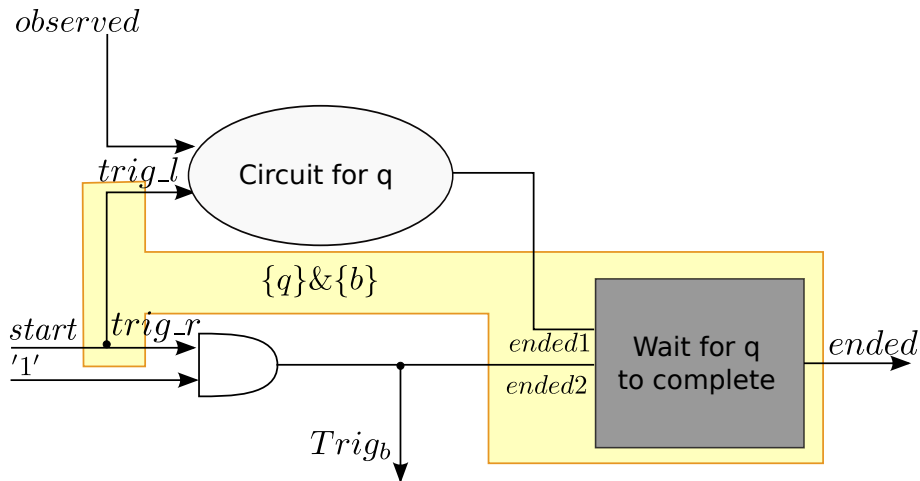 observed
trig_l
Circuit for q
{q}&{b}
start
trig_r
'1'
ended1
ended2
Wait for q
to complete
ended
Trig_b